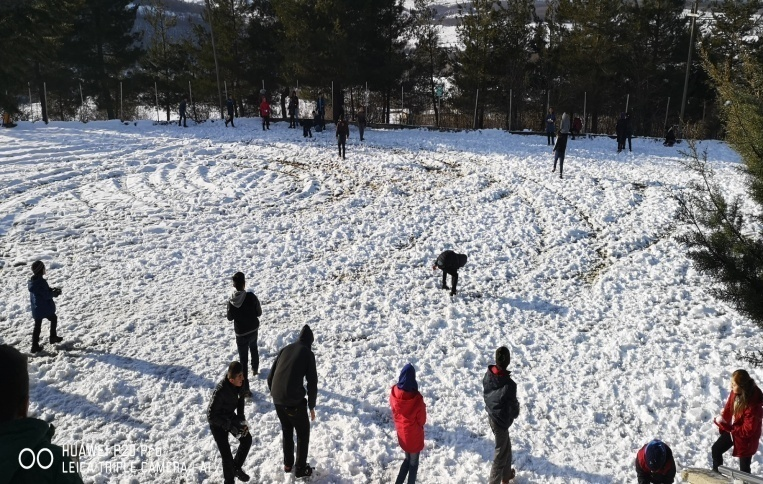 HUAWEI P20 Pro
LEICA TRIPLE CAMERA | AI